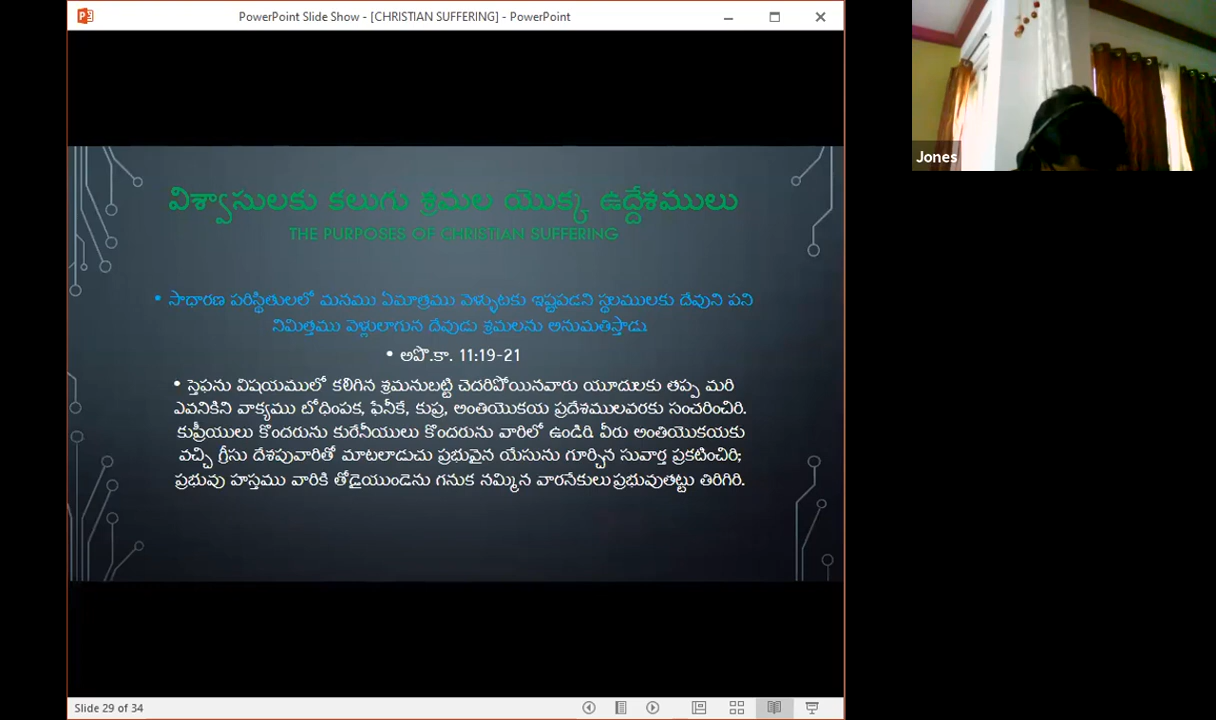 PowerPoint Slide Show - [CHRISTIAN SUFFERING] - PowerPoint
Jones
విశ్వాసులకు కలుగు శ్రమల యొక్క ఉద్దేశములు
THE PURPOSES OF CHRISTIAN SUFFERING
• సాధారణ పరిస్థితులలో మనము ఏమాత్రము వెళ్ళుటకు ఇష్టపడని స్థలములకు దేవుని పని
నిమిత్తము వెళ్లులాగున దేవుడు శ్రమలను అనుమతిస్తాడు.
• అపొ.కా. 11:19-21
• స్తెఫను విషయములో కలిగిన శ్రమనుబట్టి చెదరిపోయినవారు యూదులకు తప్ప మరి
ఎవనికిని వాక్యము బోధింపక, ఫేనీకే, కుప్ర, అంతియొకయ ప్రదేశములవరకు సంచరించిరి.
కుప్రీయులు కొందరును కురేనీయులు కొందరును వారిలో ఉండిరి. వీరు అంతియొకయకు
వచ్చి గ్రీసు దేశపువారితో మాటలాడుచు ప్రభువైన యేసును గూర్చిన సువార్త ప్రకటించిరి;
ప్రభువు హస్తము వారికి తోడైయుండెను గనుక నమ్మిన వారనేకులు ప్రభువుతట్టు తిరిగిరి.
Slide 29 of 34